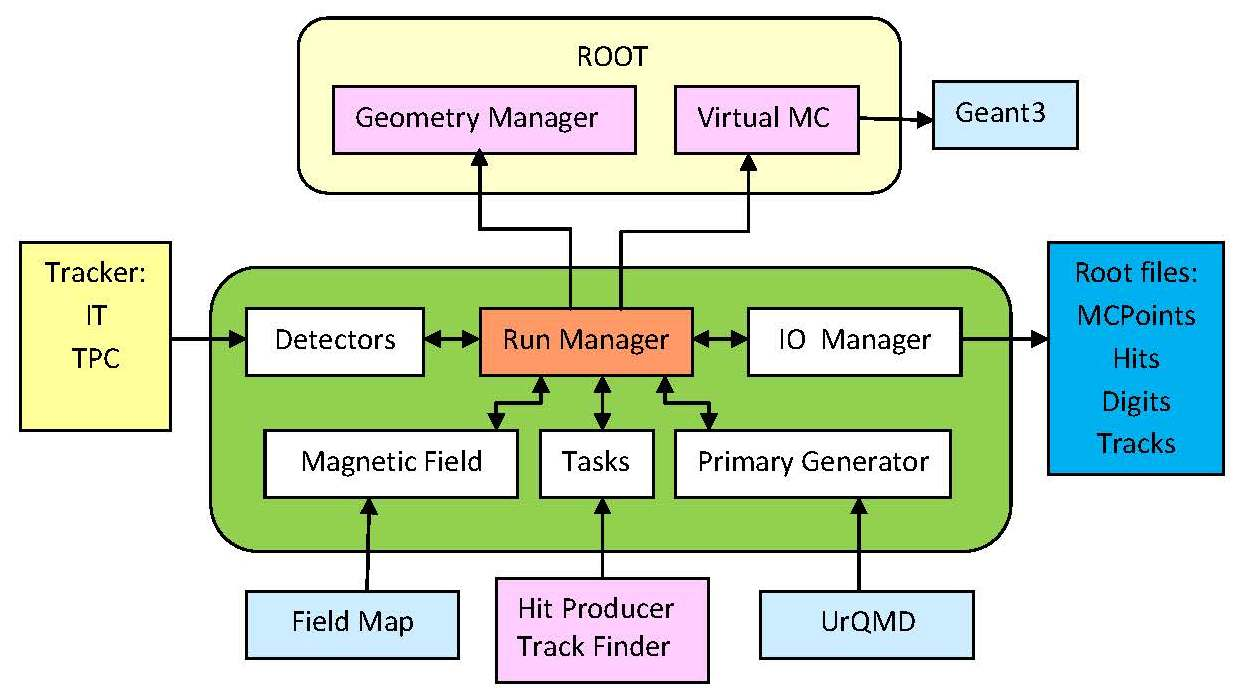 ROOT
Geometry Manager
Virtual MC
Geant3
Tracker:
IT
TPC
Detectors
Run Manager
IO Manager
Root files:
MCPoints
Hits
Digits
Tracks
Magnetic Field
Tasks
Primary Generator
Field Map
Hit Producer
Track Finder
UrQMD